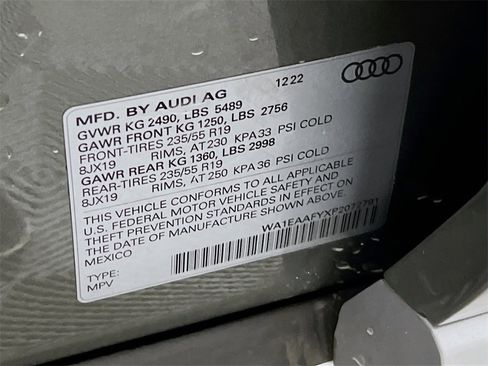 MFD. BY AUDI AG 12 22
GVWR KG 2490, LBS 5489
GAWR FRONT KG 1250, LBS 2756
FRONT-TIRES 235/55 R19
8JX19 RIMS, AT 230 KPA 33 PSI COLD
GAWR REAR KG 1360, LBS 2998
REAR-TIRES 235/55 R19
8JX19 RIMS, AT 250 KPA 36 PSI COLD
THIS VEHICLE CONFORMS TO ALL APPLICABLE
U.S. FEDERAL MOTOR VEHICLE SAFETY AND
THEFT PREVENTION STANDARDS IN EFFECT ON
THE DATE OF MANUFACTURE SHOWN ABOVE.
MEXICO
WA1EAAFYXP2072791
TYPE:
MPV